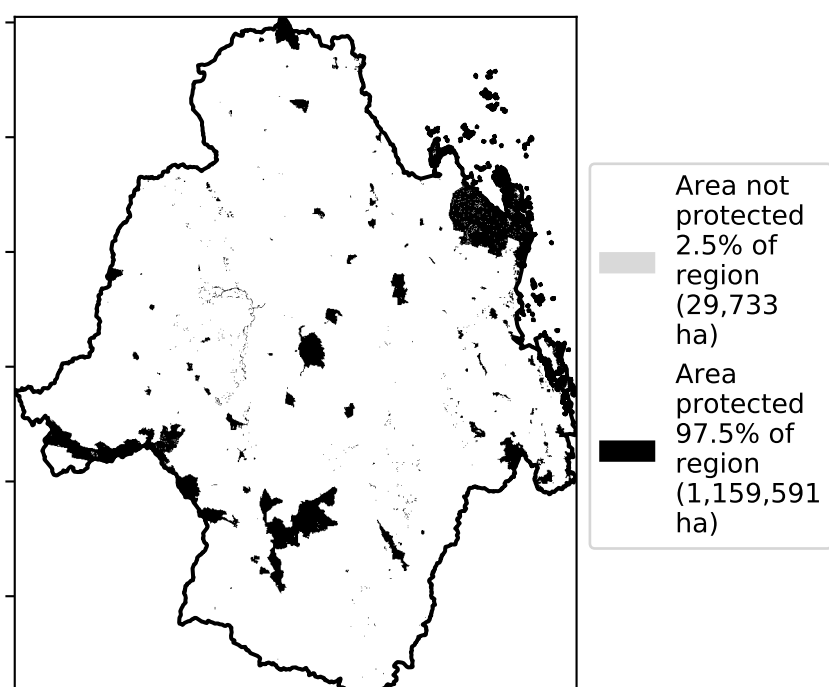 Area not
protected
2.5% of
region
(29,733
ha)
Area
protected
97.5% of
region
(1,159,591
ha)